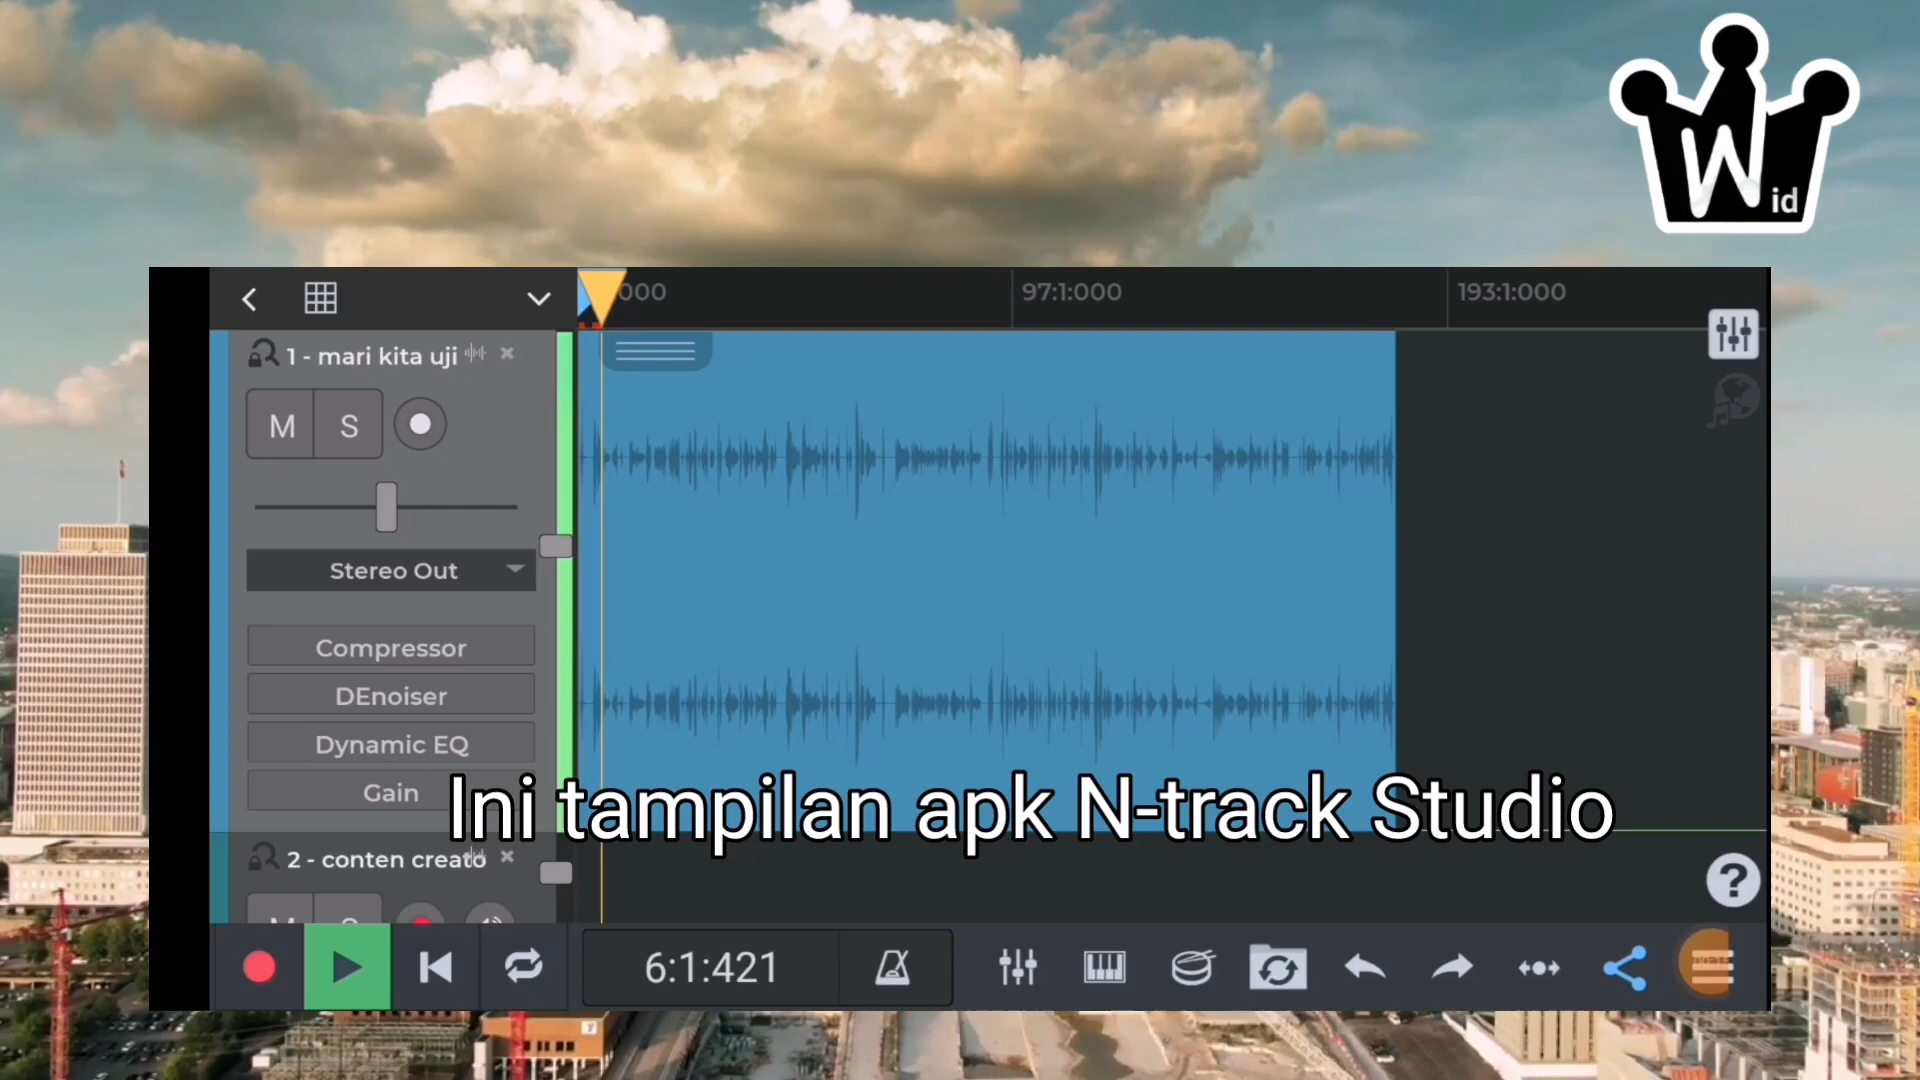 W id
000
97:1:000
193:1:000
1 - mari kita uji
M S
Stereo Out
Compressor
DEnoiser
Dynamic EQ
Gain
Ini tampilan apk N-track Studio
2 - conten creato
M S
6:1:421
?